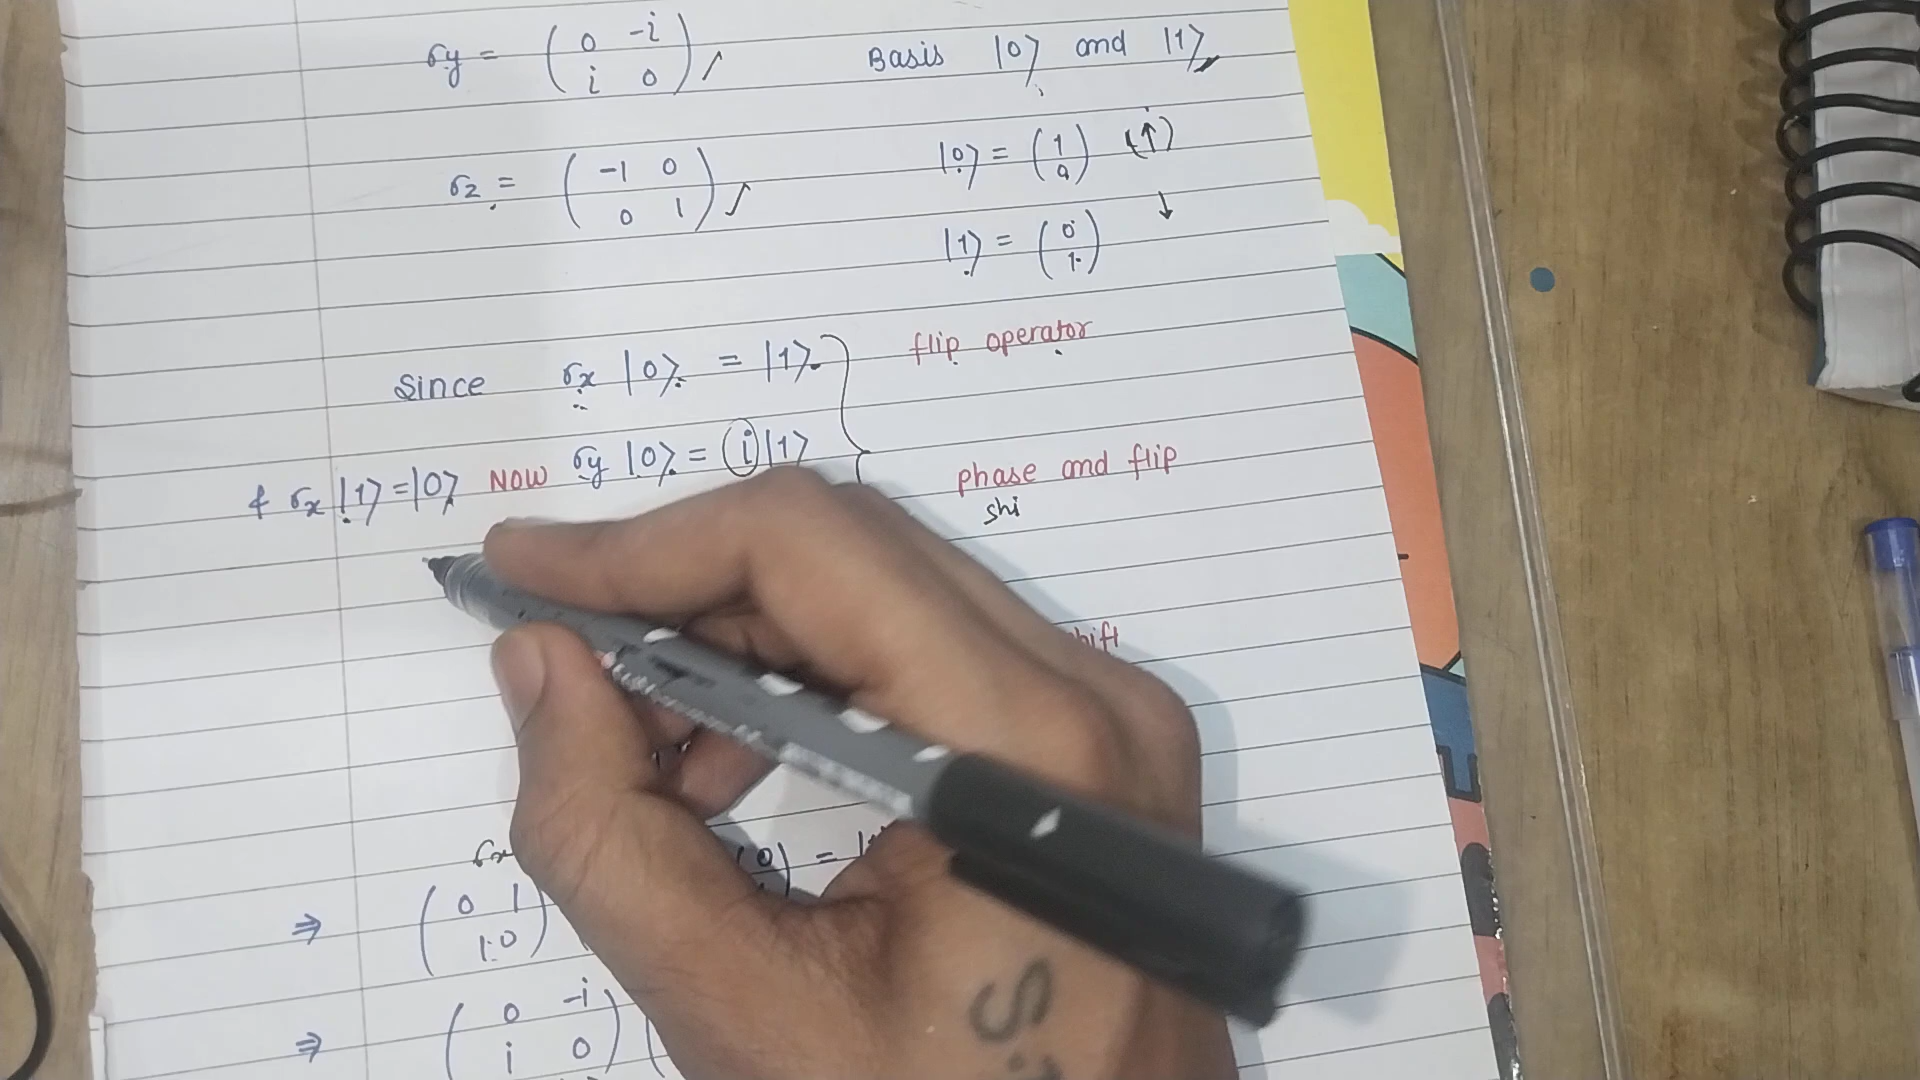 σy = ( 0 -i
i 0 )
Basis |0⟩ and |1⟩
σz = ( -1 0
0 1 )
|0⟩ = ( 1
0 ) (↑)
|1⟩ = ( 0
1 ) ↓
Since σx |0⟩ = |1⟩ flip operator
& σx |1⟩ = |0⟩ NOW σy |0⟩ = i |1⟩ phase and flip
shi
⇒ ( 0 1
1 0 )
⇒ ( 0 -i
i 0 )